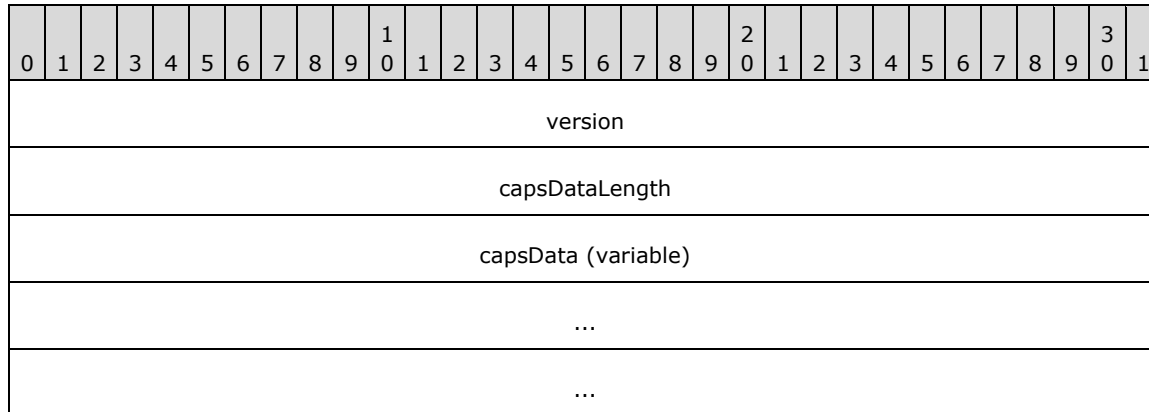 0 1 2 3 4 5 6 7 8 9 1 0 1 2 3 4 5 6 7 8 9 2 0 1 2 3 4 5 6 7 8 9 3 0 1
version
capsDataLength
capsData (variable)
...
...